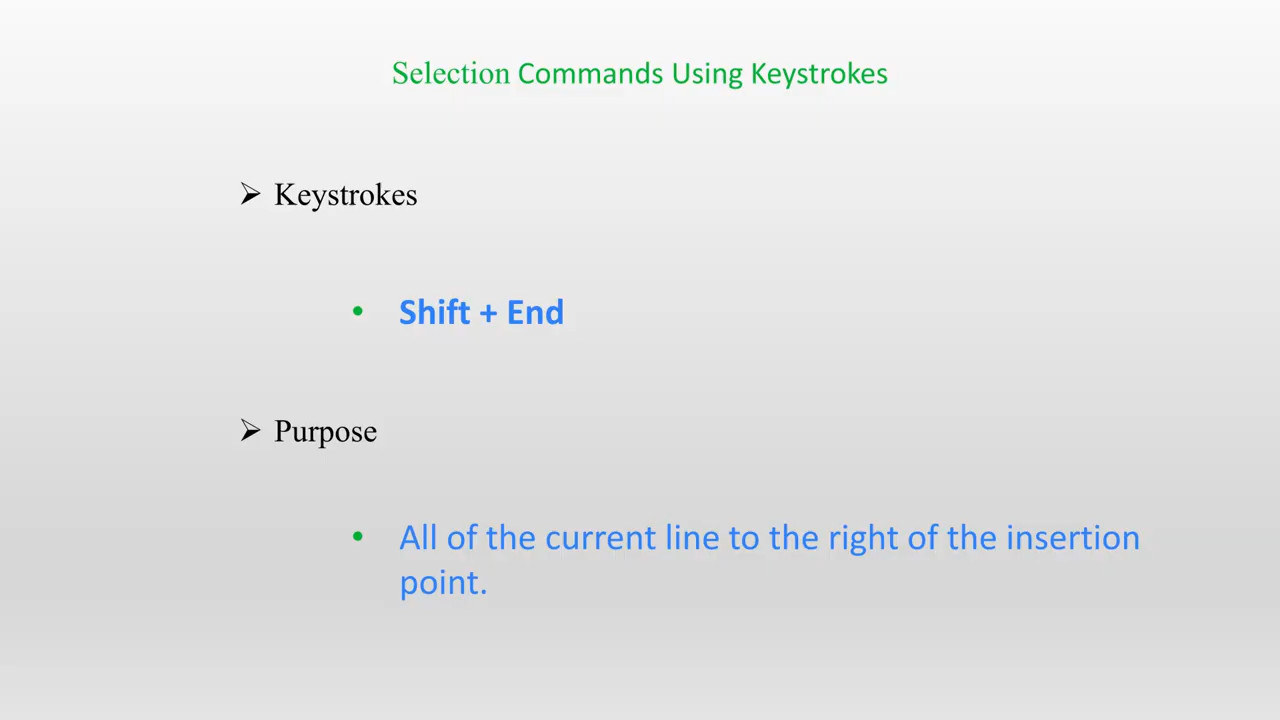 Selection Commands Using Keystrokes
➢ Keystrokes
• Shift + End
➢ Purpose
• All of the current line to the right of the insertion
point.